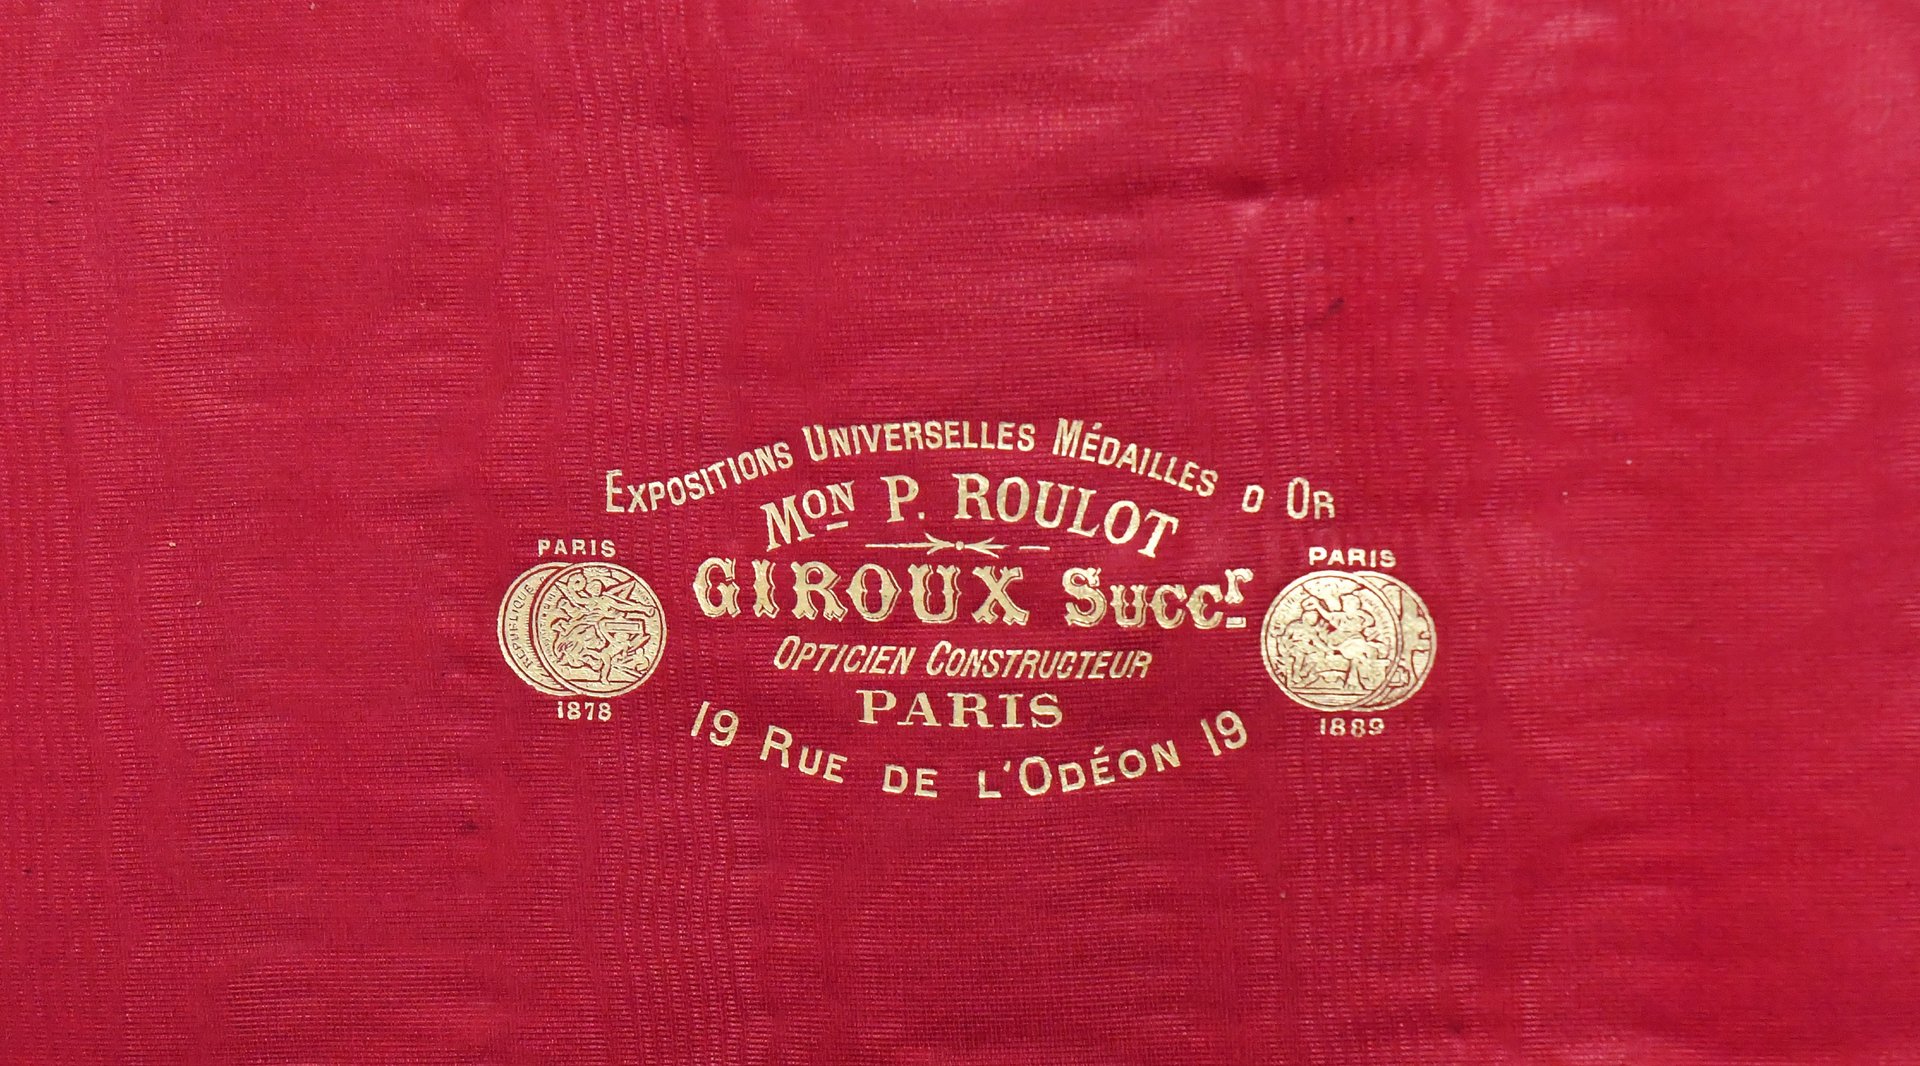 Expositions Universelles Médailles d Or
Mon P. ROULOT
GIROUX Succr
Opticien Constructeur
PARIS
19 Rue de l'Odéon 19
PARIS
REPUBLIQUE
1878
PARIS
1889